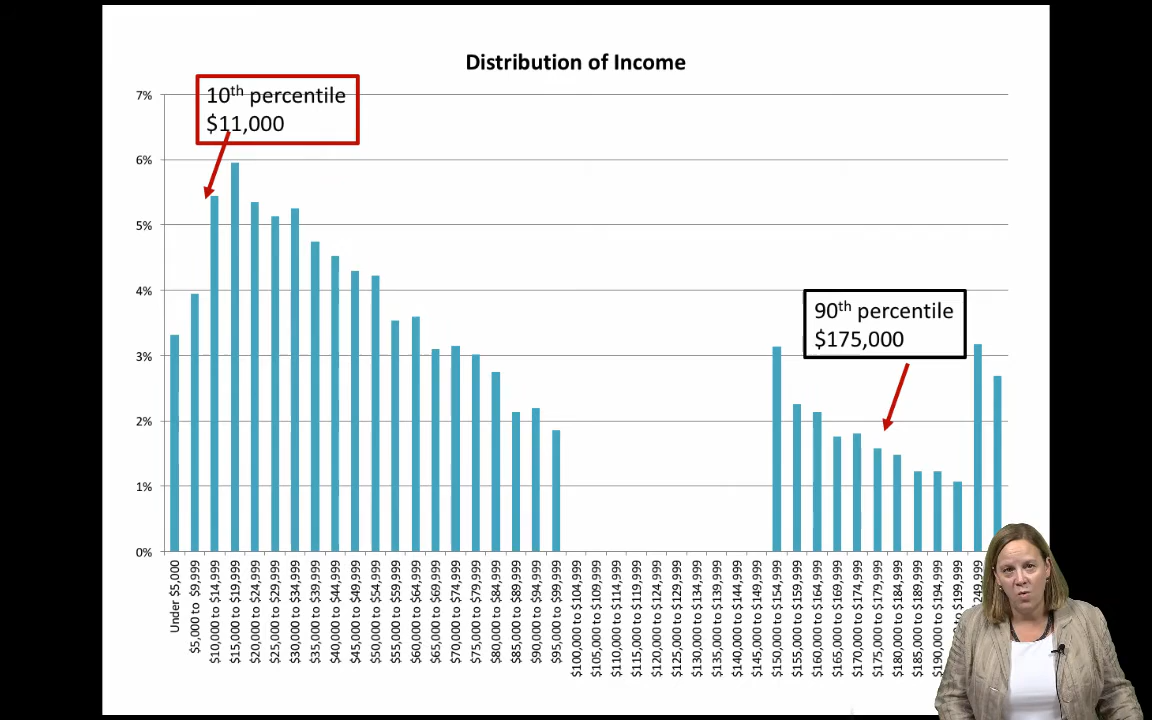 Distribution of Income
10th percentile
$11,000
90th percentile
$175,000
7%
6%
5%
4%
3%
2%
1%
0%
Under $5,000
$5,000 to $9,999
$10,000 to $14,999
$15,000 to $19,999
$20,000 to $24,999
$25,000 to $29,999
$30,000 to $34,999
$35,000 to $39,999
$40,000 to $44,999
$45,000 to $49,999
$50,000 to $54,999
$55,000 to $59,999
$60,000 to $64,999
$65,000 to $69,999
$70,000 to $74,999
$75,000 to $79,999
$80,000 to $84,999
$85,000 to $89,999
$90,000 to $94,999
$95,000 to $99,999
$100,000 to $104,999
$105,000 to $109,999
$110,000 to $114,999
$115,000 to $119,999
$120,000 to $124,999
$125,000 to $129,999
$130,000 to $134,999
$135,000 to $139,999
$140,000 to $144,999
$145,000 to $149,999
$150,000 to $154,999
$155,000 to $159,999
$160,000 to $164,999
$165,000 to $169,999
$170,000 to $174,999
$175,000 to $179,999
$180,000 to $184,999
$185,000 to $189,999
$190,000 to $194,999
to $199,999
249,999